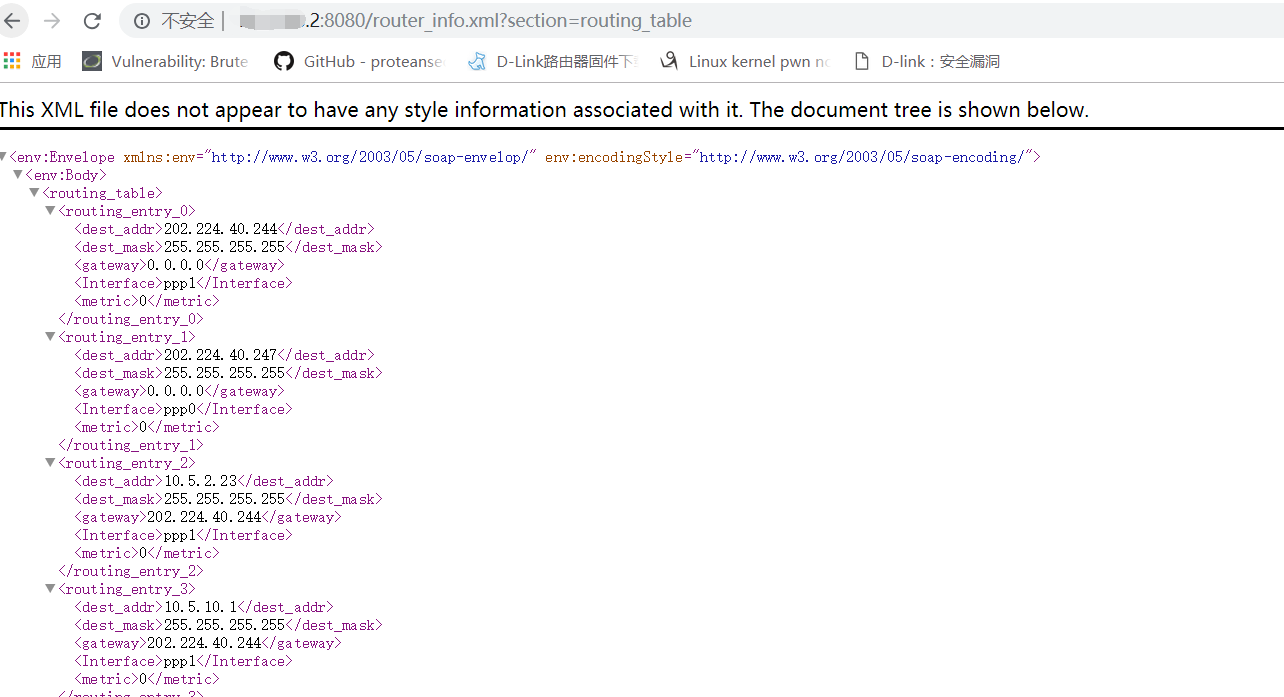 不安全 | .2:8080/router_info.xml?section=routing_table
应用 Vulnerability: Brute GitHub - proteanse D-Link路由器固件下 Linux kernel pwn no D-link：安全漏洞
This XML file does not appear to have any style information associated with it. The document tree is shown below.
▼<env:Envelope xmlns:env="http://www.w3.org/2003/05/soap-envelop/" env:encodingStyle="http://www.w3.org/2003/05/soap-encoding/">
▼<env:Body>
▼<routing_table>
▼<routing_entry_0>
<dest_addr>202.224.40.244</dest_addr>
<dest_mask>255.255.255.255</dest_mask>
<gateway>0.0.0.0</gateway>
<Interface>ppp1</Interface>
<metric>0</metric>
</routing_entry_0>
▼<routing_entry_1>
<dest_addr>202.224.40.247</dest_addr>
<dest_mask>255.255.255.255</dest_mask>
<gateway>0.0.0.0</gateway>
<Interface>ppp0</Interface>
<metric>0</metric>
</routing_entry_1>
▼<routing_entry_2>
<dest_addr>10.5.2.23</dest_addr>
<dest_mask>255.255.255.255</dest_mask>
<gateway>202.224.40.244</gateway>
<Interface>ppp1</Interface>
<metric>0</metric>
</routing_entry_2>
▼<routing_entry_3>
<dest_addr>10.5.10.1</dest_addr>
<dest_mask>255.255.255.255</dest_mask>
<gateway>202.224.40.244</gateway>
<Interface>ppp1</Interface>
<metric>0</metric>
</routing_entry_3>